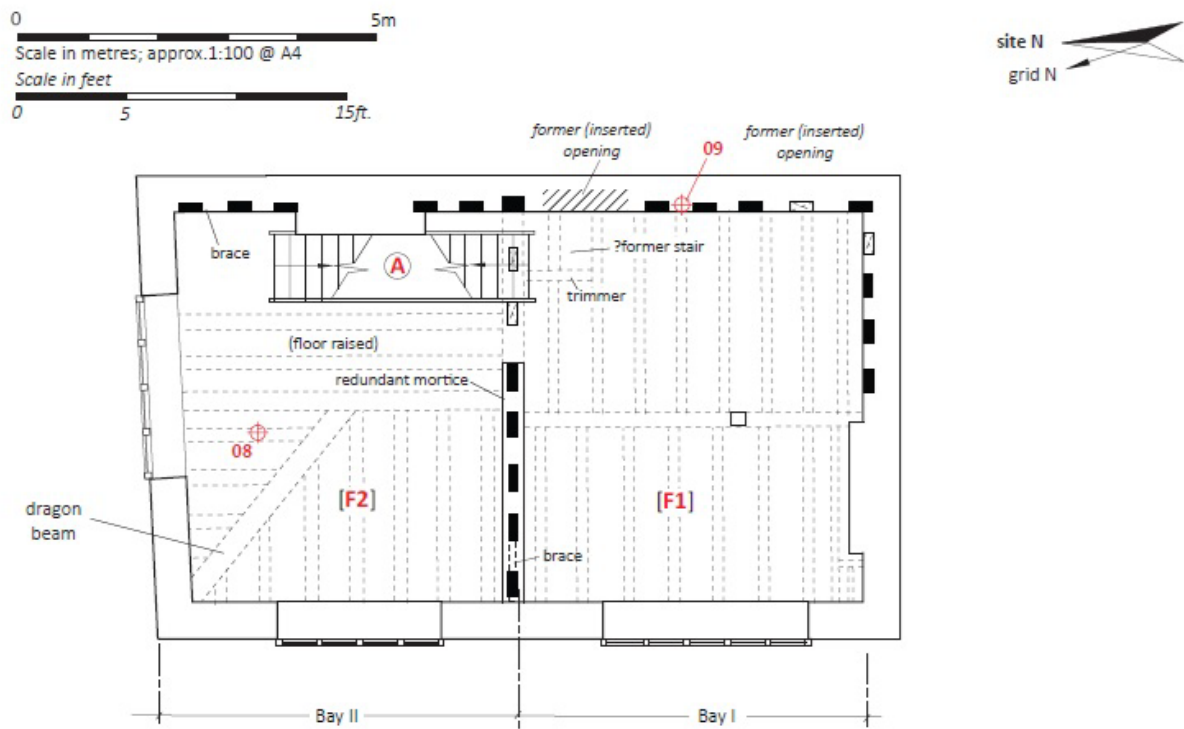 0 5m
Scale in metres; approx.1:100 @ A4
Scale in feet
0 5 15ft.
site N
grid N
former (inserted)
opening
09
former (inserted)
opening
brace
A
?former stair
trimmer
(floor raised)
redundant mortice
08
[F2]
[F1]
dragon
beam
brace
Bay II
Bay I